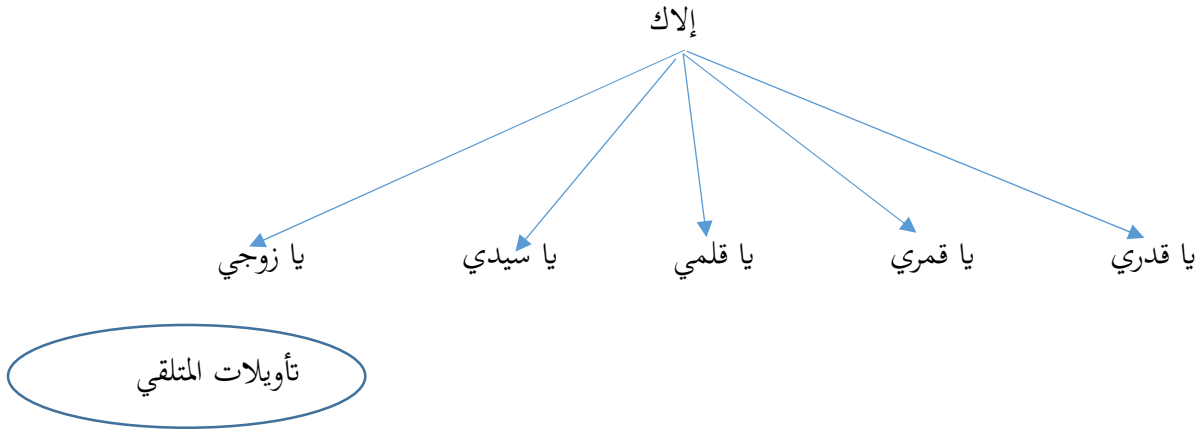 إلاك
يا قدري يا قمري يا قلمي يا سيدي يا زوجي
تأويلات المتلقي